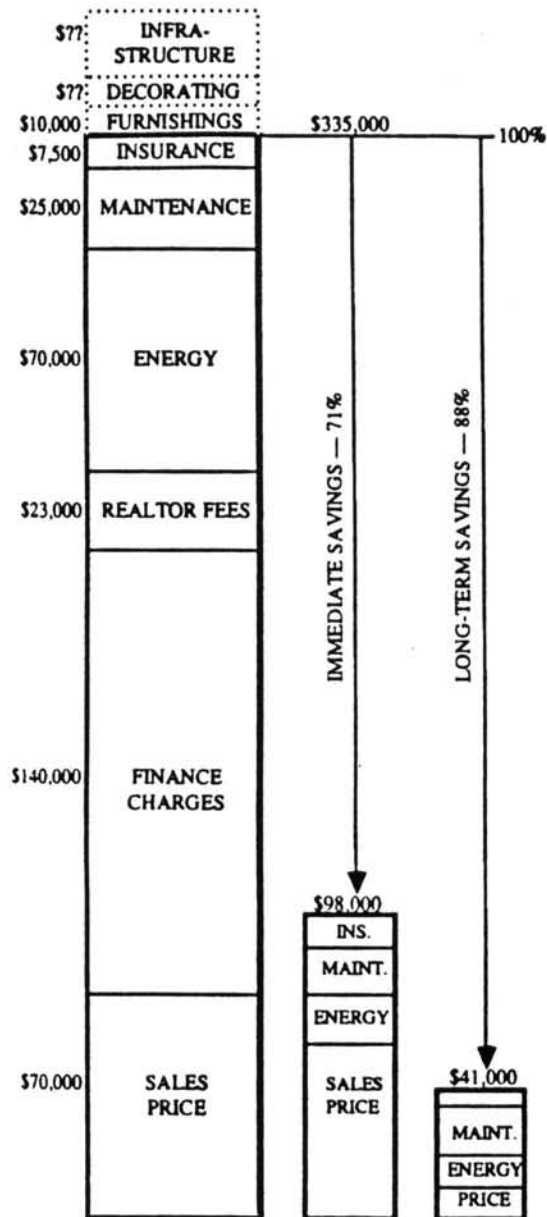 $?? INFRA-
STRUCTURE
$?? DECORATING
$10,000 FURNISHINGS
$335,000
100%
$7,500 INSURANCE
$25,000 MAINTENANCE
$70,000 ENERGY
$23,000 REALTOR FEES
$140,000 FINANCE
CHARGES
$70,000 SALES
PRICE
IMMEDIATE SAVINGS — 71%
$98,000
INS.
MAINT.
ENERGY
SALES
PRICE
LONG-TERM SAVINGS — 88%
$41,000
MAINT.
ENERGY
PRICE